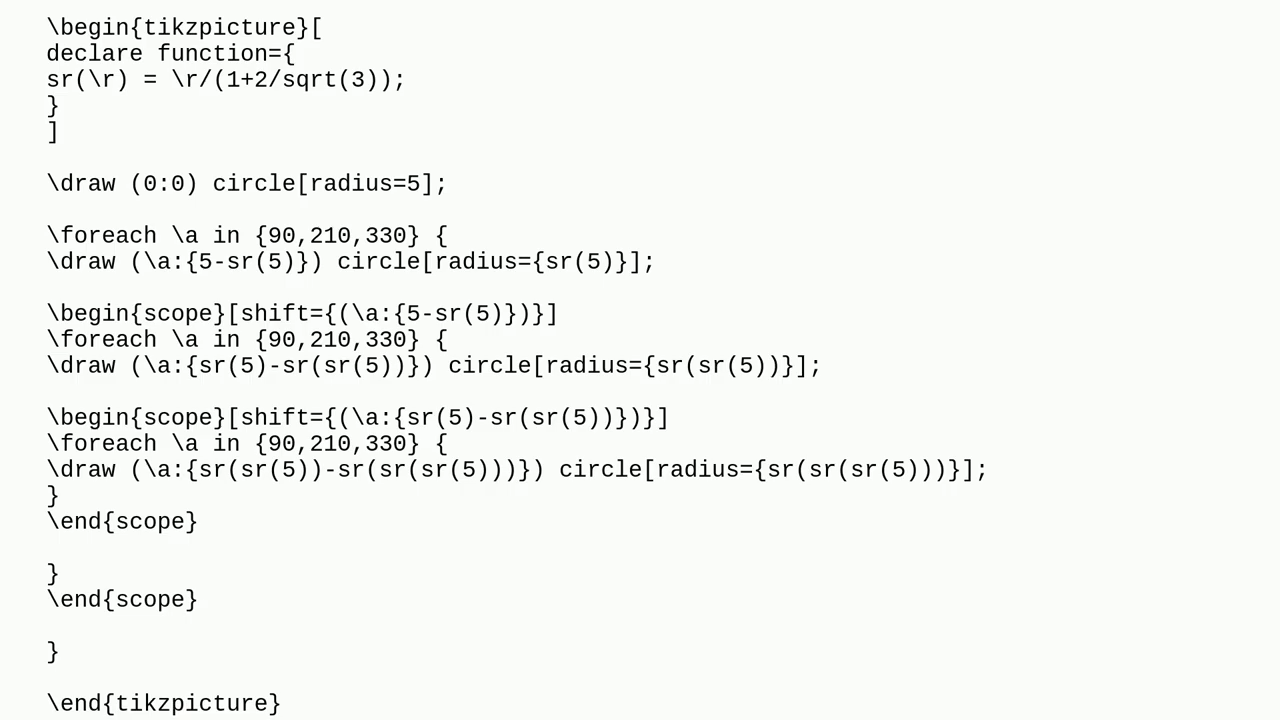 \begin{tikzpicture}[
declare function={
sr(\r) = \r/(1+2/sqrt(3));
}
]
\draw (0:0) circle[radius=5];
\foreach \a in {90,210,330} {
\draw (\a:{5-sr(5)}) circle[radius={sr(5)}];
\begin{scope}[shift={(\a:{5-sr(5)})}]
\foreach \a in {90,210,330} {
\draw (\a:{sr(5)-sr(sr(5))}) circle[radius={sr(sr(5))}];
\begin{scope}[shift={(\a:{sr(5)-sr(sr(5))})}]
\foreach \a in {90,210,330} {
\draw (\a:{sr(sr(5))-sr(sr(sr(5)))}) circle[radius={sr(sr(sr(5)))}];
}
\end{scope}
}
\end{scope}
}
\end{tikzpicture}